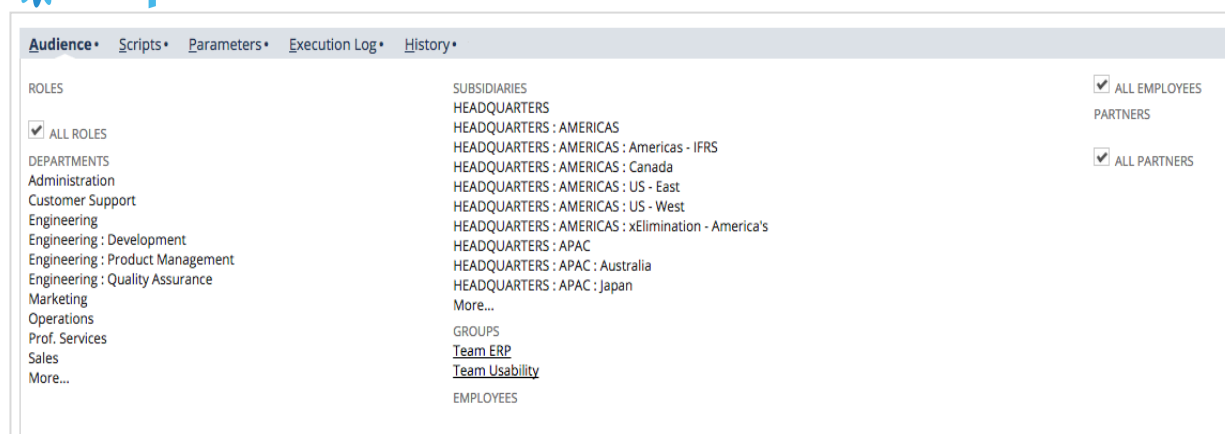 Audience• Scripts• Parameters• Execution Log• History•
ROLES
ALL ROLES
DEPARTMENTS
Administration
Customer Support
Engineering
Engineering : Development
Engineering : Product Management
Engineering : Quality Assurance
Marketing
Operations
Prof. Services
Sales
More...
SUBSIDIARIES
HEADQUARTERS
HEADQUARTERS : AMERICAS
HEADQUARTERS : AMERICAS : Americas - IFRS
HEADQUARTERS : AMERICAS : Canada
HEADQUARTERS : AMERICAS : US - East
HEADQUARTERS : AMERICAS : US - West
HEADQUARTERS : AMERICAS : xElimination - America's
HEADQUARTERS : APAC
HEADQUARTERS : APAC : Australia
HEADQUARTERS : APAC : Japan
More...
GROUPS
Team ERP
Team Usability
EMPLOYEES
ALL EMPLOYEES
PARTNERS
ALL PARTNERS